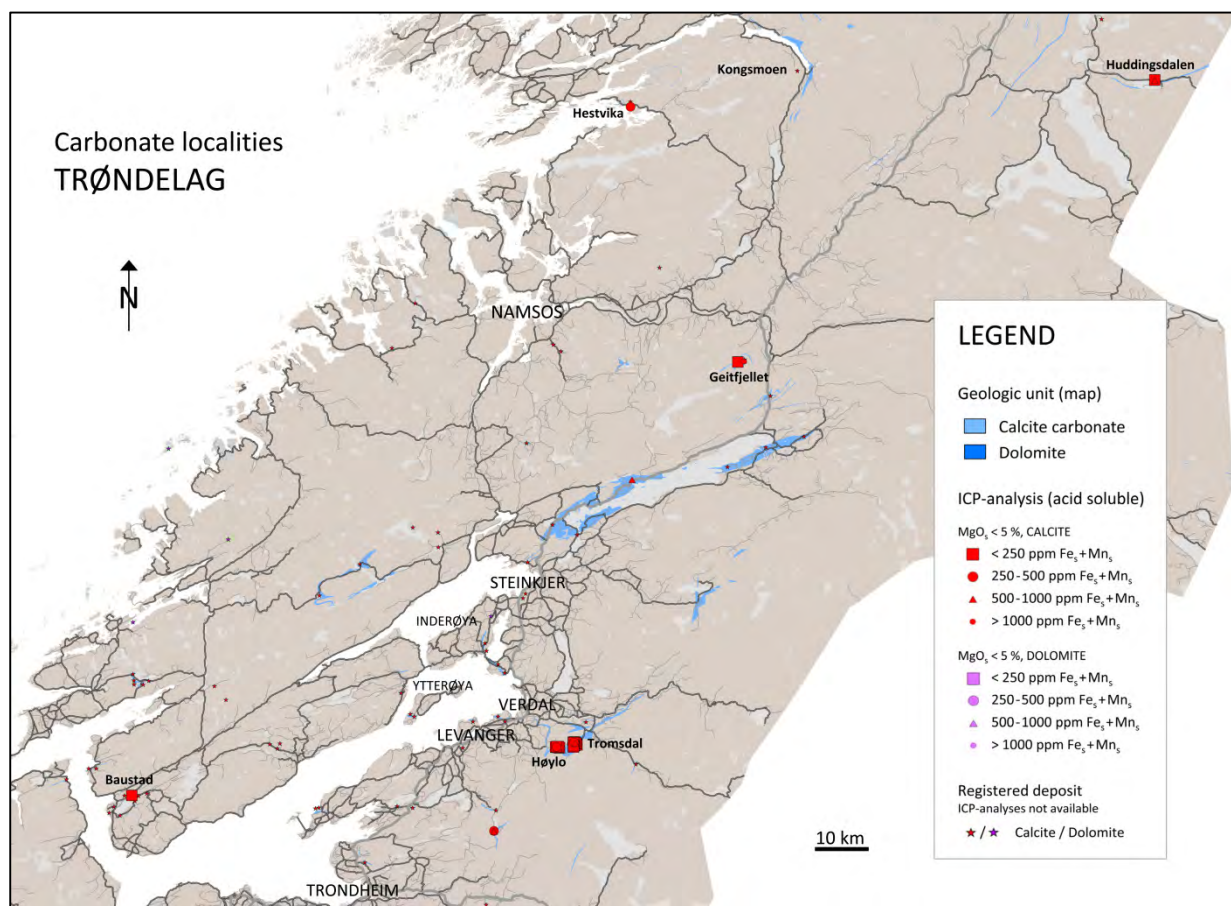 Carbonate localities
TRØNDELAG
N
Kongsmoen
Huddingsdalen
Hestvika
NAMSOS
Geitfjellet
STEINKJER
INDERØYA
YTTERØYA
VERDAL
LEVANGER
Tromsdal
Høylo
Baustad
TRONDHEIM
10 km
LEGEND
Geologic unit (map)
Calcite carbonate
Dolomite
ICP-analysis (acid soluble)
MgOs < 5 %, CALCITE
< 250 ppm Fes+Mns
250-500 ppm Fes+Mns
500-1000 ppm Fes+Mns
> 1000 ppm Fes+Mns
MgOs < 5 %, DOLOMITE
< 250 ppm Fes+Mns
250-500 ppm Fes+Mns
500-1000 ppm Fes+Mns
> 1000 ppm Fes+Mns
Registered deposit
ICP-analyses not available
/ Calcite / Dolomite